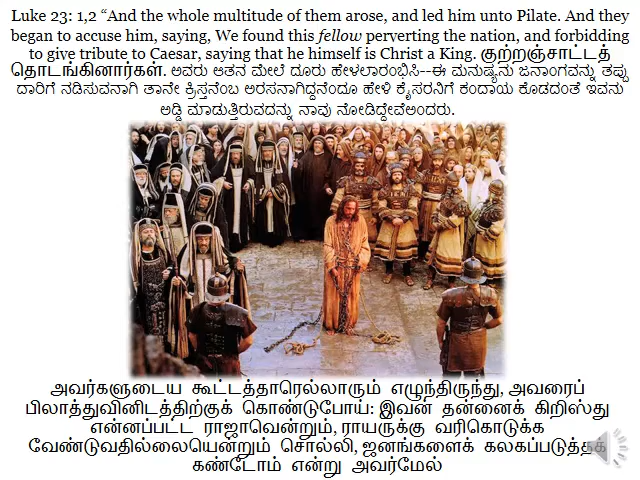 Luke 23: 1,2 “And the whole multitude of them arose, and led him unto Pilate. And they
began to accuse him, saying, We found this fellow perverting the nation, and forbidding
to give tribute to Caesar, saying that he himself is Christ a King. குற்றஞ்சாட்டத்
தொடங்கினார்கள். ಅವರು ಆತನ ಮೇಲೆ ದೂರು ಹೇಳಲಾರಂಭಿಸಿ--ಈ ಮನುಷ್ಯನು ಜನಾಂಗವನ್ನು ತಪ್ಪು
ದಾರಿಗೆ ನಡಿಸುವನಾಗಿ ತಾನೇ ಕ್ರಿಸ್ತನೆಂಬ ಅರಸನಾಗಿದ್ದನೆಂದೂ ಹೇಳಿ ಕೈಸರನಿಗೆ ಕಂದಾಯ ಕೊಡದಂತೆ ಇದನು
ಅಡ್ಡಿ ಮಾಡುತ್ತಿರುವದನ್ನು ನಾವು ನೋಡಿದ್ದೇವೆಅಂದರು.
அவர்களுடைய கூட்டத்தாரெல்லாரும் எழுந்திருந்து, அவரைப்
பிலாத்துவினிடத்திற்குக் கொண்டுபோய்: இவன் தன்னைக் கிறிஸ்து
என்னப்பட்ட ராஜாவென்றும், ராயருக்கு வரிகொடுக்க
வேண்டுவதில்லையென்றும் சொல்லி, ஜனங்களைக் கலகப்படுத்தக்
கண்டோம் என்று அவர்மேல்